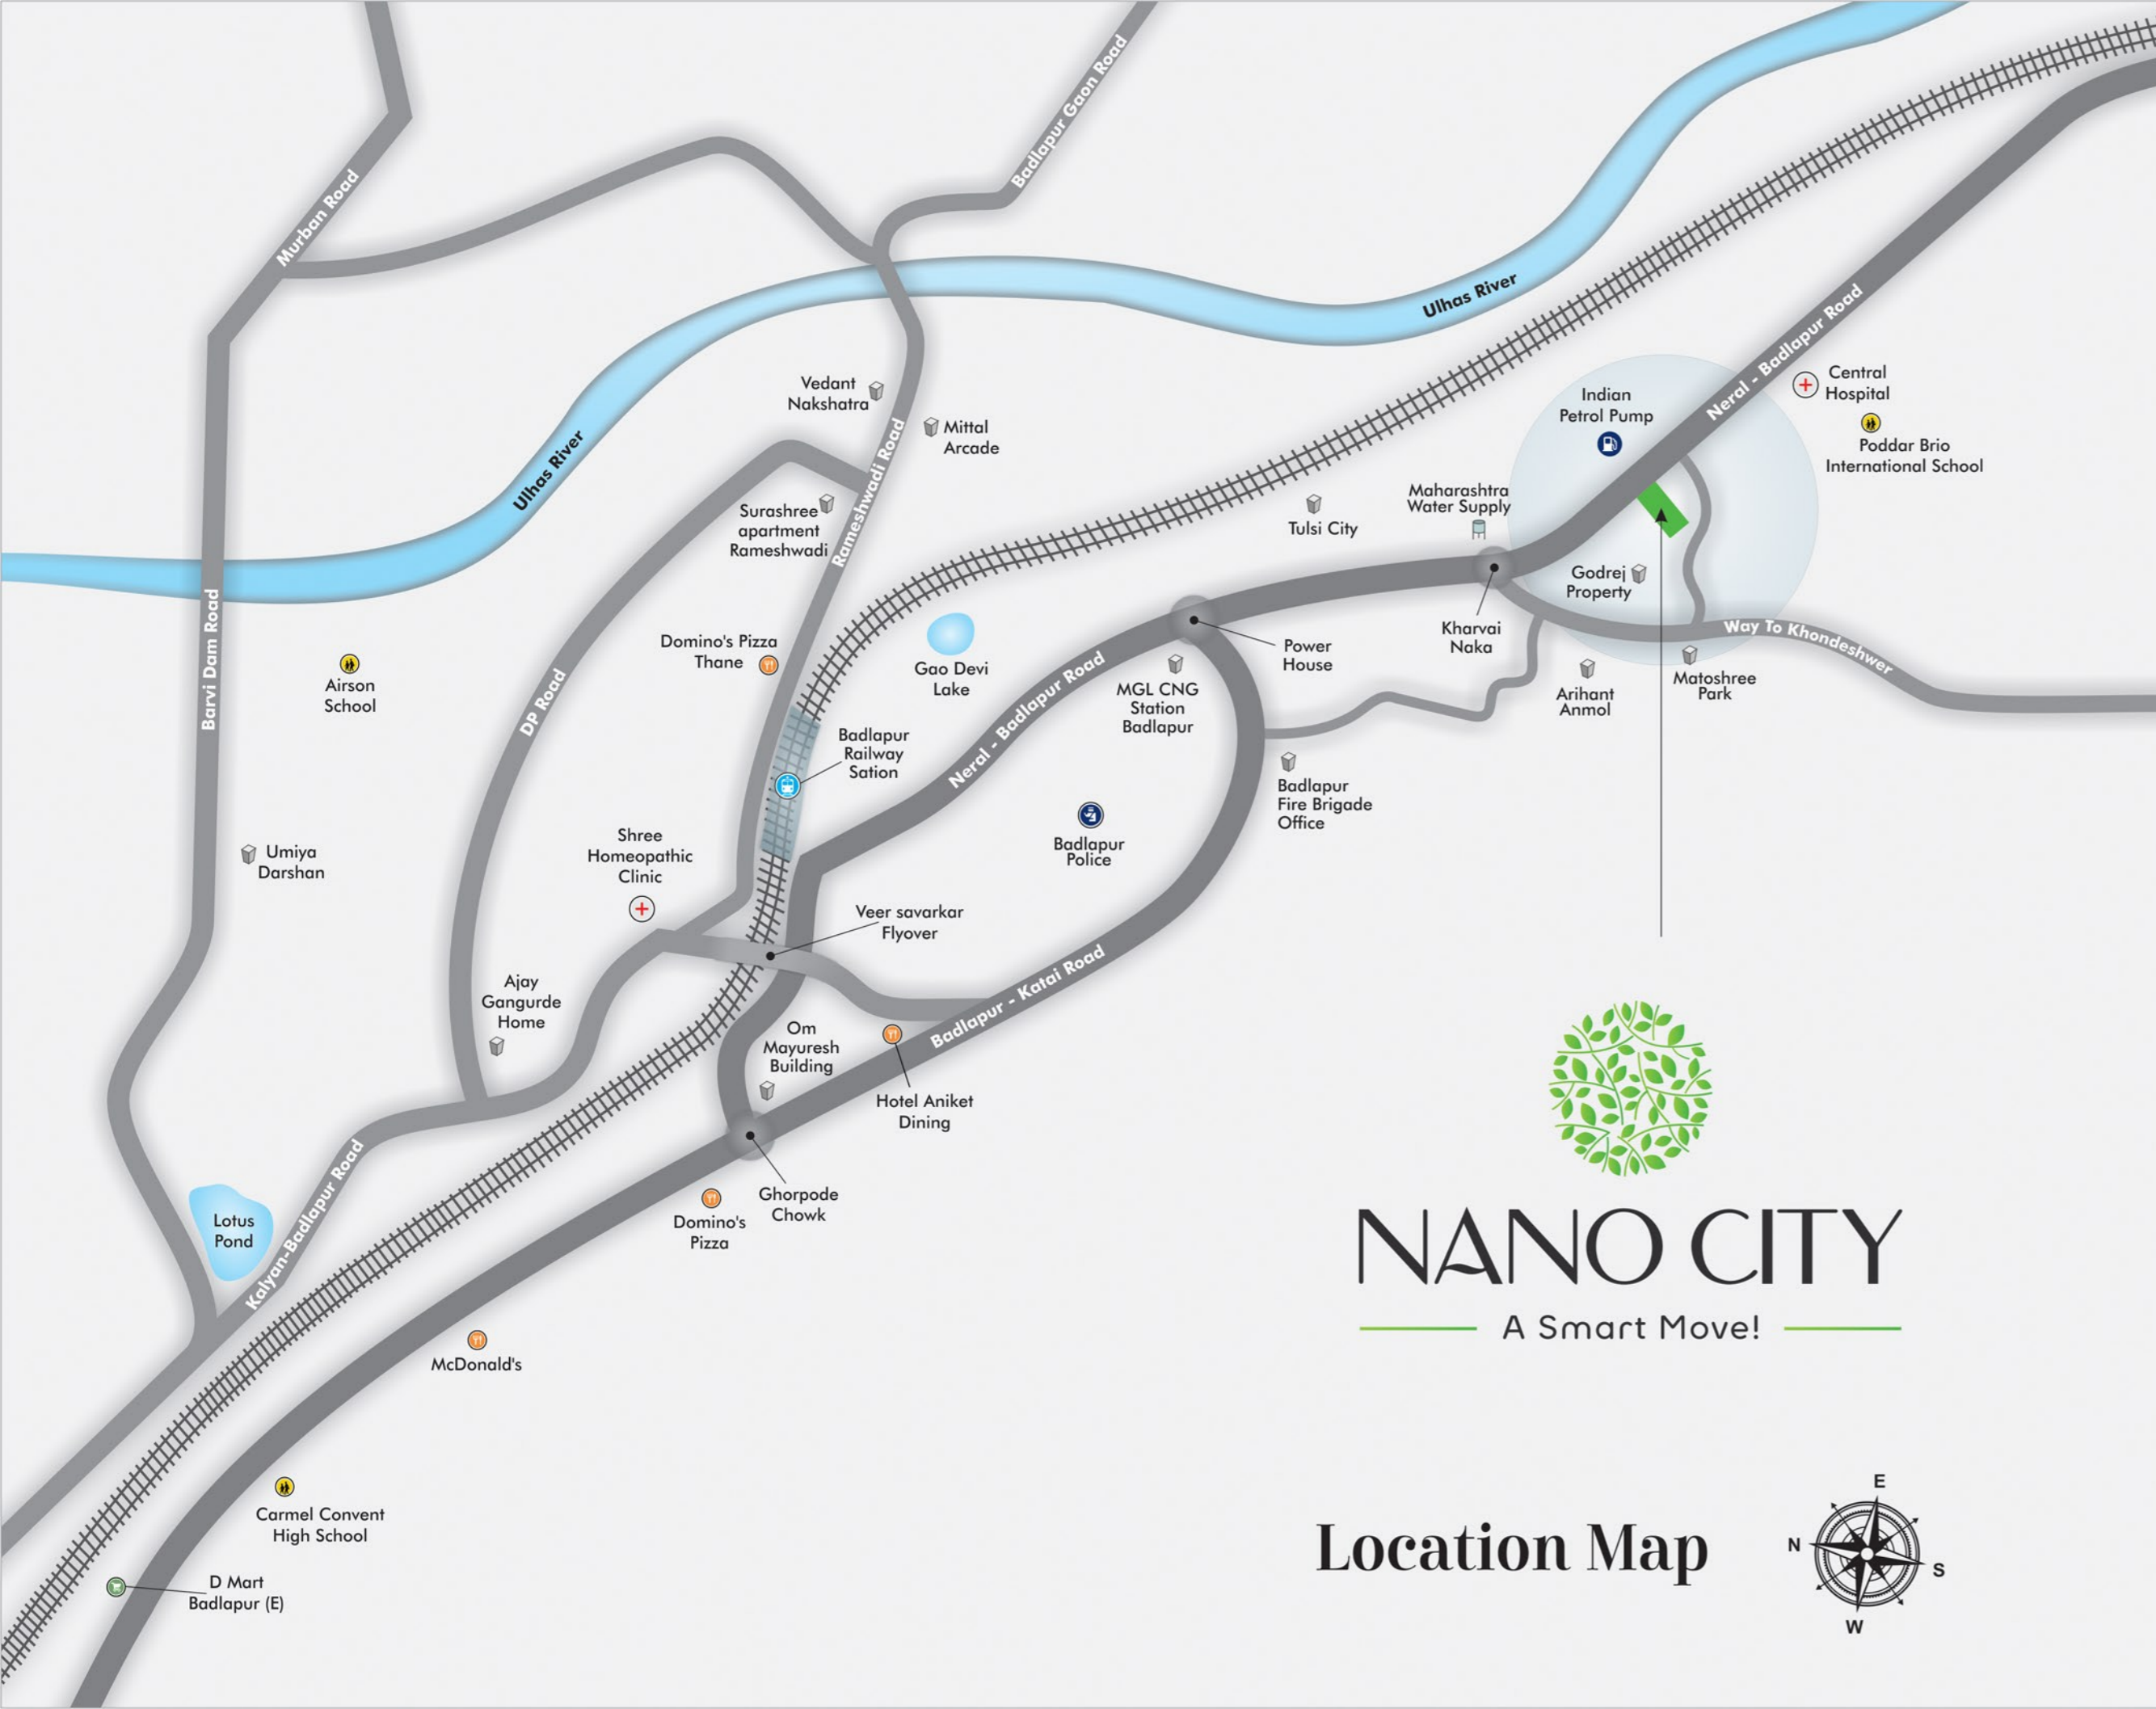 Badlapur Gaon Road
Murban Road
Ulhas River
Neral - Badlapur Road
Central
Hospital
Poddar Brio
International School
Indian
Petrol Pump
Vedant
Nakshatra
Mittal
Arcade
Rameshwadi Road
Ulhas River
Surashree
apartment
Rameshwadi
Tulsi City
Maharashtra
Water Supply
Godrej
Property
Barvi Dam Road
Airson
School
DP Road
Domino's Pizza
Thane
Gao Devi
Lake
Neral - Badlapur Road
Power
House
Kharvai
Naka
Way To Khondeshwer
MGL CNG
Station
Badlapur
Arihant
Anmol
Matoshree
Park
Badlapur
Railway
Sation
Badlapur
Fire Brigade
Office
Badlapur
Police
Umiya
Darshan
Shree
Homeopathic
Clinic
Veer savarkar
Flyover
Ajay
Gangurde
Home
Badlapur - Katai Road
Om
Mayuresh
Building
Hotel Aniket
Dining
Ghorpode
Chowk
Domino's
Pizza
Lotus
Pond
Kalyan-Badlapur Road
McDonald's
Carmel Convent
High School
D Mart
Badlapur (E)
NANO CITY
A Smart Move!
Location Map
E
N
S
W